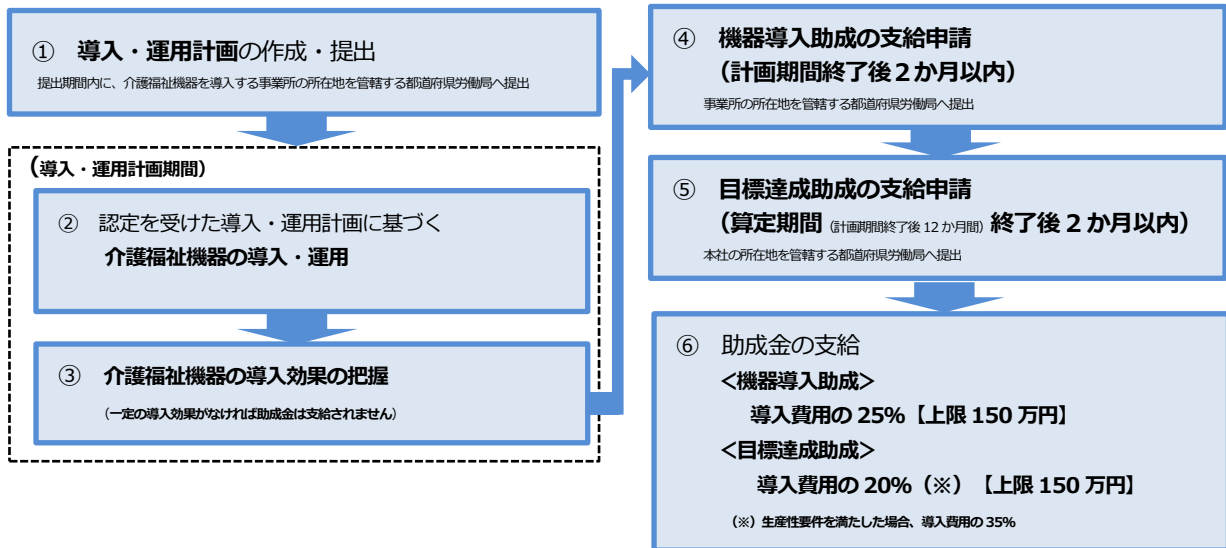 ① 導入・運用計画の作成・提出
提出期間内に、介護福祉機器を導入する事業所の所在地を管轄する都道府県労働局へ提出
(導入・運用計画期間)
② 認定を受けた導入・運用計画に基づく
介護福祉機器の導入・運用
③ 介護福祉機器の導入効果の把握
（一定の導入効果がなければ助成金は支給されません）
④ 機器導入助成の支給申請
（計画期間終了後２か月以内）
事業所の所在地を管轄する都道府県労働局へ提出
⑤ 目標達成助成の支給申請
（算定期間（計画期間終了後 12 か月間）終了後 2 か月以内）
本社の所在地を管轄する都道府県労働局へ提出
⑥ 助成金の支給
＜機器導入助成＞
導入費用の 25%【上限 150 万円】
＜目標達成助成＞
導入費用の 20%（※）【上限 150 万円】
（※）生産性要件を満たした場合、導入費用の 35%